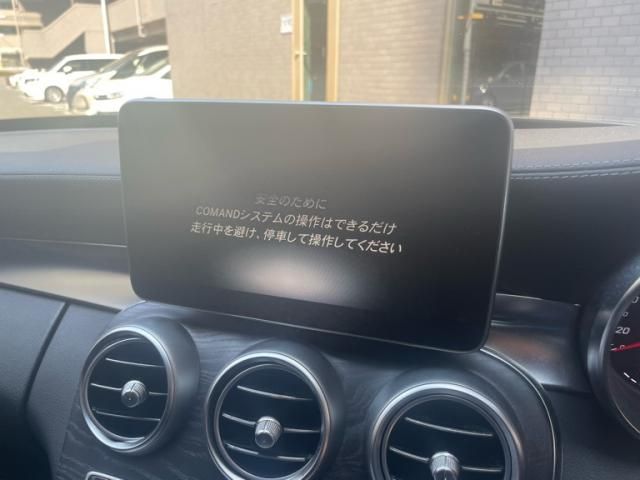 安全のために
COMANDシステムの操作はできるだけ
走行中を避け、停車して操作してください
20
0